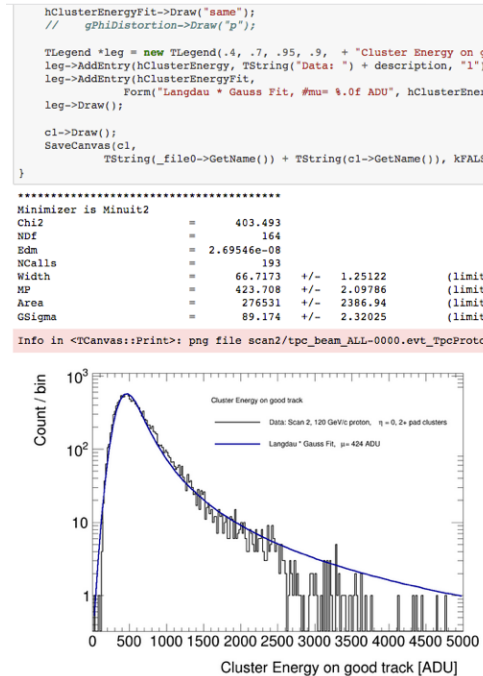 hClusterEnergyFit->Draw("same");
//    gPhiDistortion->Draw("p");
TLegend *leg = new TLegend(.4, .7, .95, .9,  + "Cluster Energy on g
leg->AddEntry(hClusterEnergy, TString("Data: ") + description, "l")
leg->AddEntry(hClusterEnergyFit,
Form("Langdau * Gauss Fit, #mu= %.0f ADU", hClusterEner
leg->Draw();
c1->Draw();
SaveCanvas(c1,
TString(_file0->GetName()) + TString(c1->GetName()), kFALS
}
****************************************
Minimizer is Minuit2
Chi2 = 403.493
NDf = 164
Edm = 2.69546e-08
NCalls = 193
Width = 66.7173 +/- 1.25122 (limit
MP = 423.708 +/- 2.09786 (limit
Area = 276531 +/- 2386.94 (limit
GSigma = 89.174 +/- 2.32025 (limit
Info in <TCanvas::Print>: png file scan2/tpc_beam_ALL-0000.evt_TpcProto
Count / bin
10³
10²
10
1
Cluster Energy on good track
Data: Scan 2, 120 GeV/c proton, η = 0, 2+ pad clusters
Langdau * Gauss Fit, μ= 424 ADU
0 500 1000 1500 2000 2500 3000 3500 4000 4500 5000
Cluster Energy on good track [ADU]